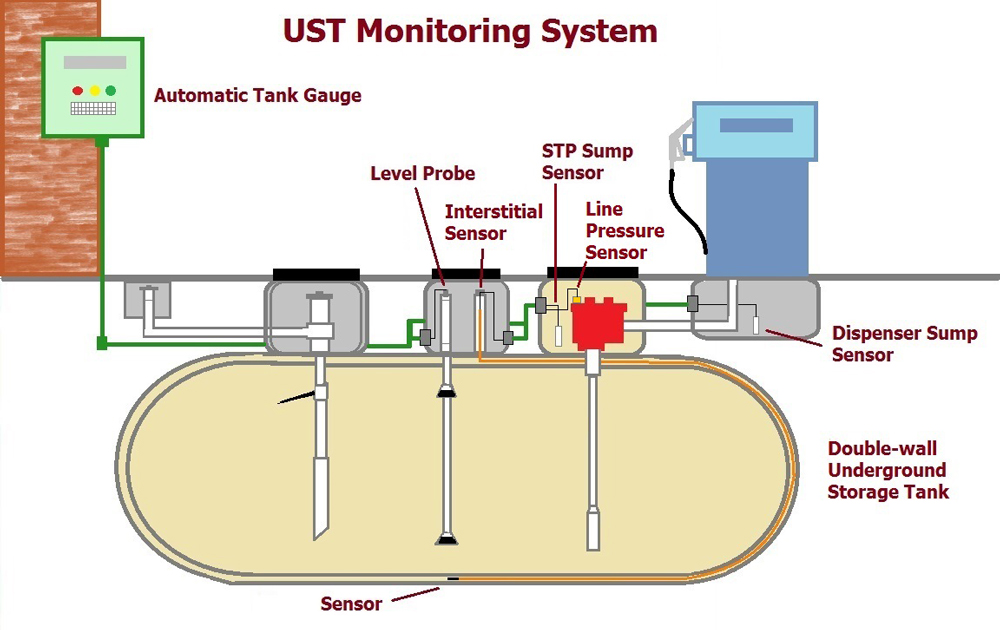 UST Monitoring System
Automatic Tank Gauge
STP Sump
Sensor
Level Probe
Interstitial
Sensor
Line
Pressure
Sensor
Dispenser Sump
Sensor
Double-wall
Underground
Storage Tank
Sensor